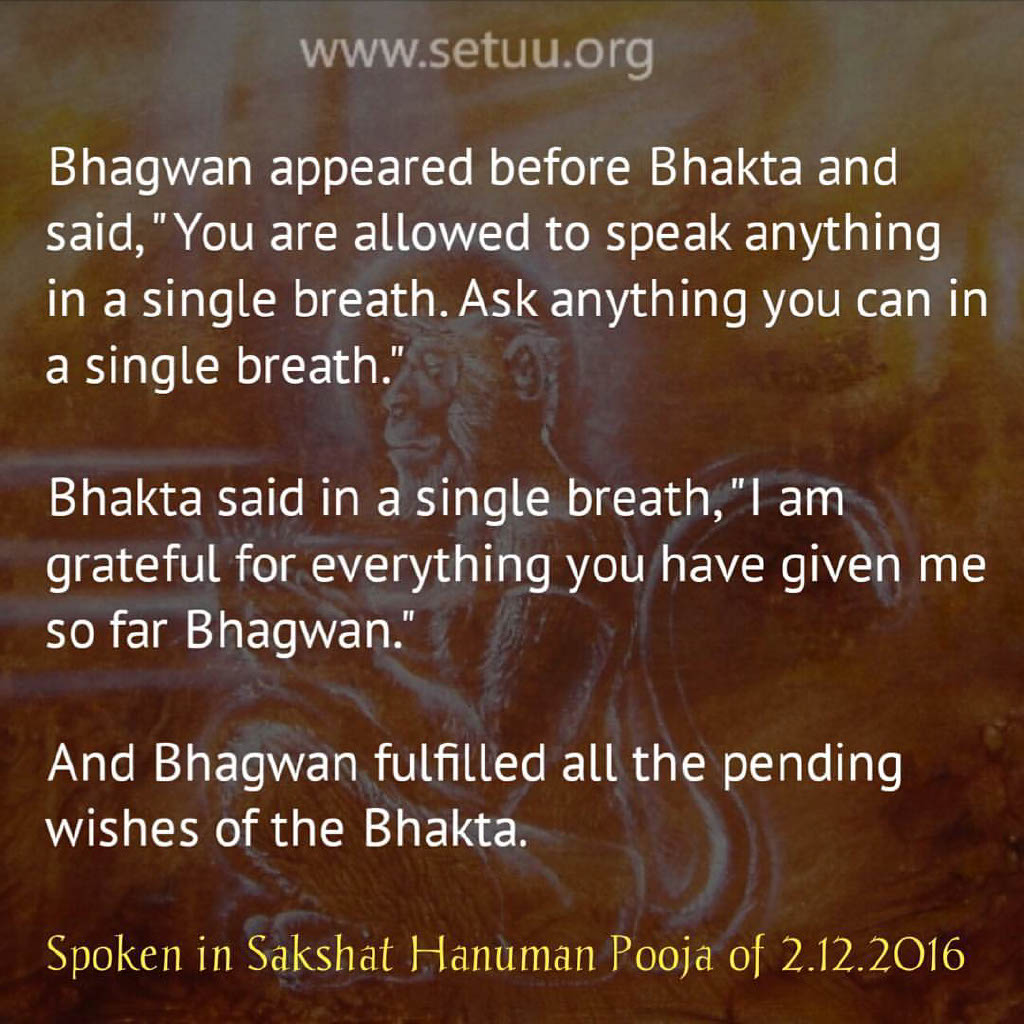 www.setuu.org
Bhagwan appeared before Bhakta and
said, "You are allowed to speak anything
in a single breath. Ask anything you can in
a single breath."
Bhakta said in a single breath, "I am
grateful for everything you have given me
so far Bhagwan."
And Bhagwan fulfilled all the pending
wishes of the Bhakta.
Spoken in Sakshat Hanuman Pooja of 2.12.2016